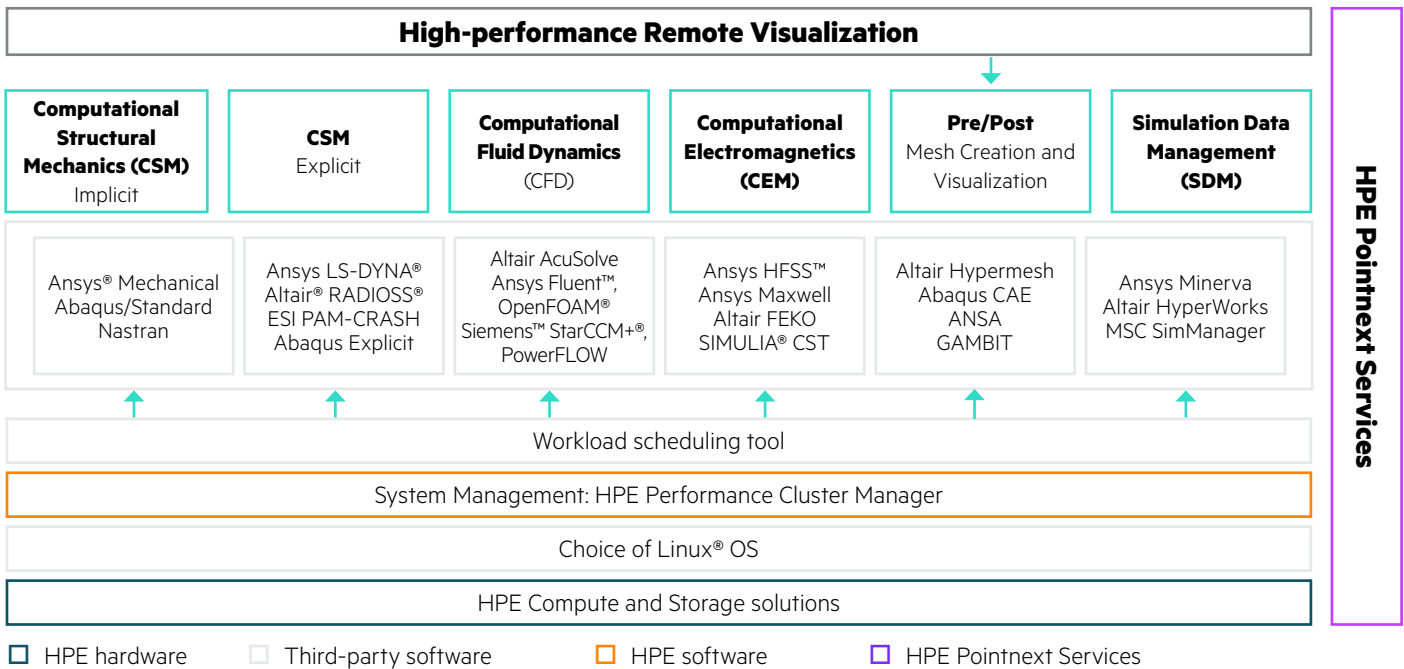 High-performance Remote Visualization
Computational
Structural
Mechanics (CSM)
Implicit
CSM
Explicit
Computational
Fluid Dynamics
(CFD)
Computational
Electromagnetics
(CEM)
Pre/Post
Mesh Creation and
Visualization
Simulation Data
Management
(SDM)
Ansys® Mechanical
Abaqus/Standard
Nastran
Ansys LS-DYNA®
Altair® RADIOSS®
ESI PAM-CRASH
Abaqus Explicit
Altair AcuSolve
Ansys Fluent™,
OpenFOAM®
Siemens™ StarCCM+®,
PowerFLOW
Ansys HFSS™
Ansys Maxwell
Altair FEKO
SIMULIA® CST
Altair Hypermesh
Abaqus CAE
ANSA
GAMBIT
Ansys Minerva
Altair HyperWorks
MSC SimManager
Workload scheduling tool
System Management: HPE Performance Cluster Manager
Choice of Linux® OS
HPE Compute and Storage solutions
HPE Pointnext Services
HPE hardware
Third-party software
HPE software
HPE Pointnext Services